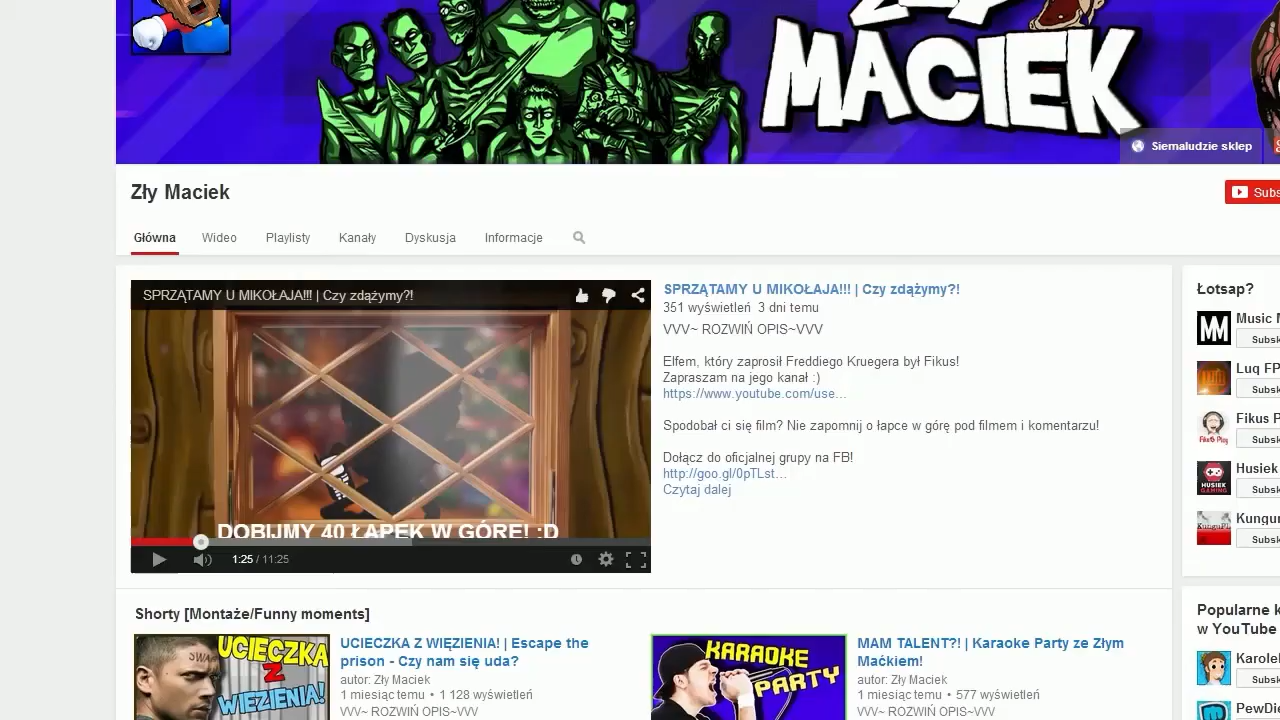 ZŁY
MACIEK
Siemaludzie sklep
Zły Maciek
Subs
Główna
Wideo
Playlisty
Kanały
Dyskusja
Informacje
SPRZĄTAMY U MIKOŁAJA!!! | Czy zdążymy?!
DOBIJMY 40 ŁAPEK W GÓRĘ! :D
1:25 / 11:25
SPRZĄTAMY U MIKOŁAJA!!! | Czy zdążymy?!
351 wyświetleń 3 dni temu
VVV~ ROZWIŃ OPIS~VVV
Elfem, który zaprosił Freddiego Kruegera był Fikus!
Zapraszam na jego kanał :)
https://www.youtube.com/use...
Spodobał ci się film? Nie zapomnij o łapce w górę pod filmem i komentarzu!
Dołącz do oficjalnej grupy na FB!
http://goo.gl/0pTLst...
Czytaj dalej
Łotsap?
Music M
Subsk
Luq FP
Subsk
Fikus P
Subsk
Husiek
Subsk
Kungur
Subsk
Popularne k
w YouTube
Karolek
Subsk
PewDie
Subsk
Shorty [Montaże/Funny moments]
UCIECZKA
Z
WIĘZIENIA!
UCIECZKA Z WIĘZIENIA! | Escape the
prison - Czy nam się uda?
autor: Zły Maciek
1 miesiąc temu • 1 128 wyświetleń
VVV~ ROZWIŃ OPIS~VVV
KARAOKE
PARTY
MAM TALENT?! | Karaoke Party ze Złym
Maćkiem!
autor: Zły Maciek
1 miesiąc temu • 577 wyświetleń
VVV~ ROZWIŃ OPIS~VVV